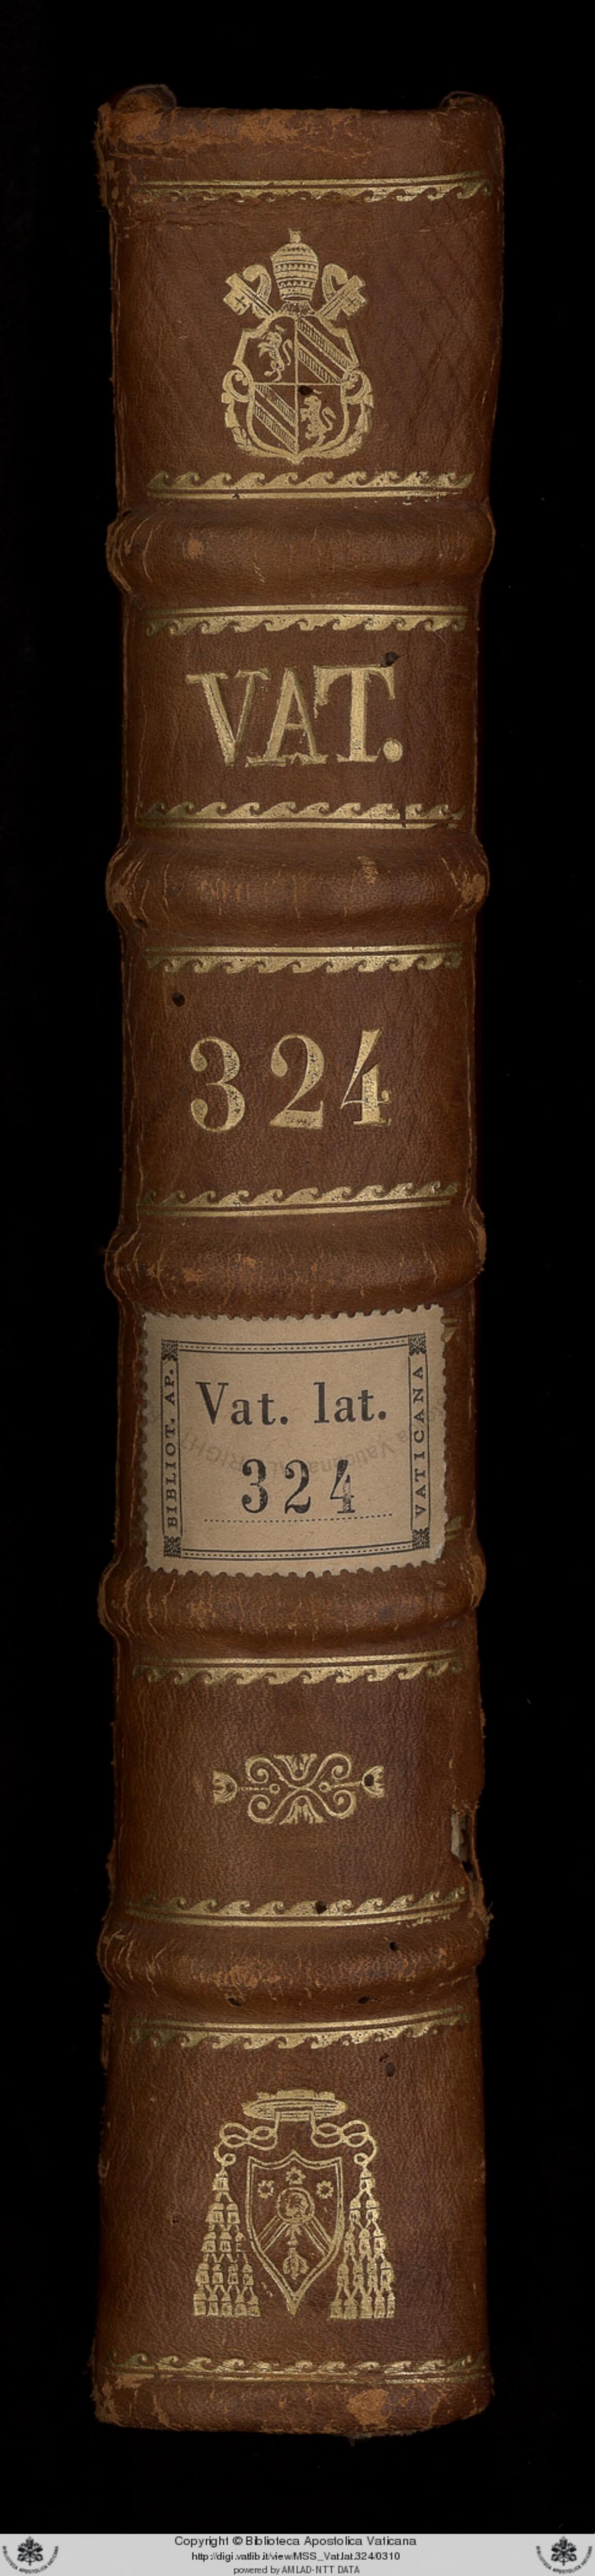 VAT.
324
BIBLIOT. AP.
Vat. lat.
324
VATICANA
Copyright © Biblioteca Apostolica Vaticana
http://digi.vatlib.it/view/MSS_Vat.lat.324/0310
powered by AMLAD-NTT DATA